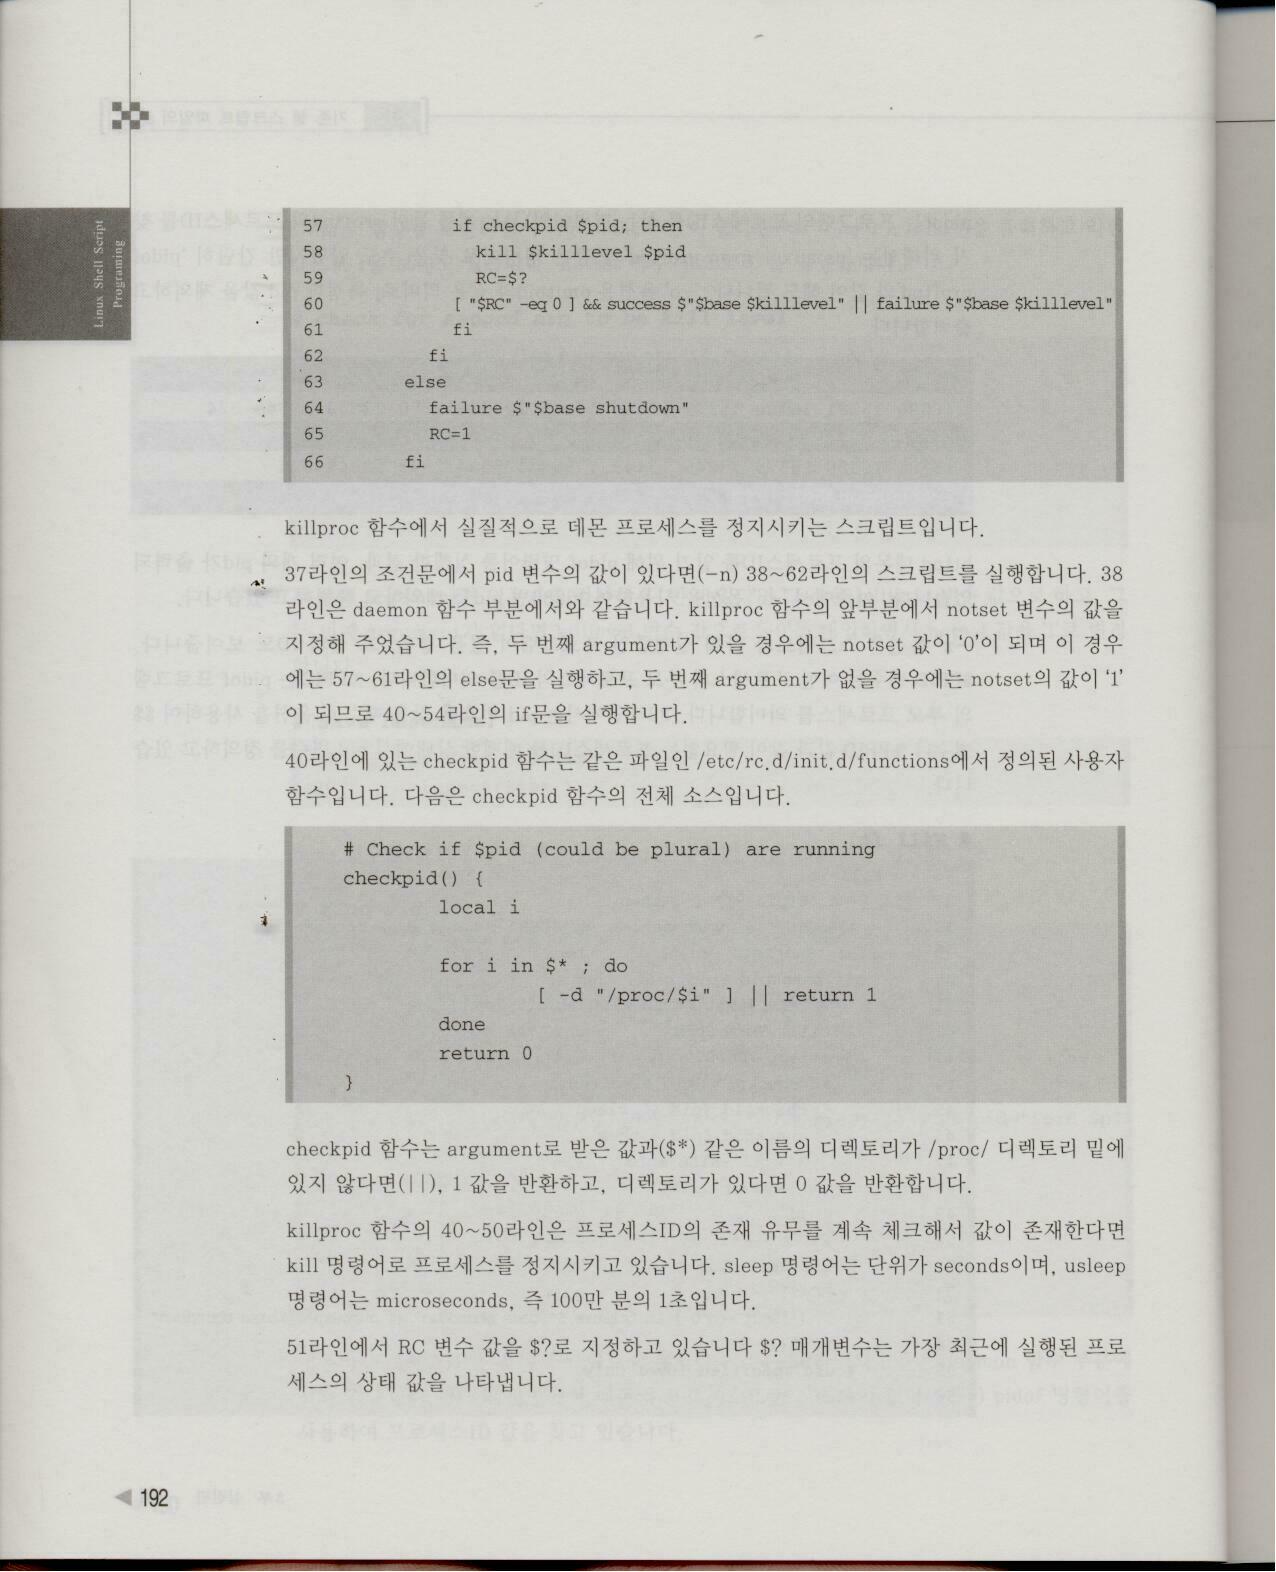 Linux Shell Script
Programing
57 if checkpid $pid; then
58 kill $killlevel $pid
59 RC=$?
60 [ "$RC" -eq 0 ] && success $"$base $killlevel" || failure $"$base $killlevel"
61 fi
62 fi
63 else
64 failure $"$base shutdown"
65 RC=1
66 fi
killproc 함수에서 실질적으로 데몬 프로세스를 정지시키는 스크립트입니다.
37라인의 조건문에서 pid 변수의 값이 있다면(-n) 38~62라인의 스크립트를 실행합니다. 38
라인은 daemon 함수 부분에서와 같습니다. killproc 함수의 앞부분에서 notset 변수의 값을
지정해 주었습니다. 즉, 두 번째 argument가 있을 경우에는 notset 값이 ‘0’이 되며 이 경우
에는 57~61라인의 else문을 실행하고, 두 번째 argument가 없을 경우에는 notset의 값이 ‘1’
이 되므로 40~54라인의 if문을 실행합니다.
40라인에 있는 checkpid 함수는 같은 파일인 /etc/rc.d/init.d/functions에서 정의된 사용자
함수입니다. 다음은 checkpid 함수의 전체 소스입니다.
# Check if $pid (could be plural) are running
checkpid() {
local i
for i in $* ; do
[ -d "/proc/$i" ] || return 1
done
return 0
}
checkpid 함수는 argument로 받은 값과($*) 같은 이름의 디렉토리가 /proc/ 디렉토리 밑에
있지 않다면(||), 1 값을 반환하고, 디렉토리가 있다면 0 값을 반환합니다.
killproc 함수의 40~50라인은 프로세스ID의 존재 유무를 계속 체크해서 값이 존재한다면
kill 명령어로 프로세스를 정지시키고 있습니다. sleep 명령어는 단위가 seconds이며, usleep
명령어는 microseconds, 즉 100만 분의 1초입니다.
51라인에서 RC 변수 값을 $?로 지정하고 있습니다 $? 매개변수는 가장 최근에 실행된 프로
세스의 상태 값을 나타냅니다.
192